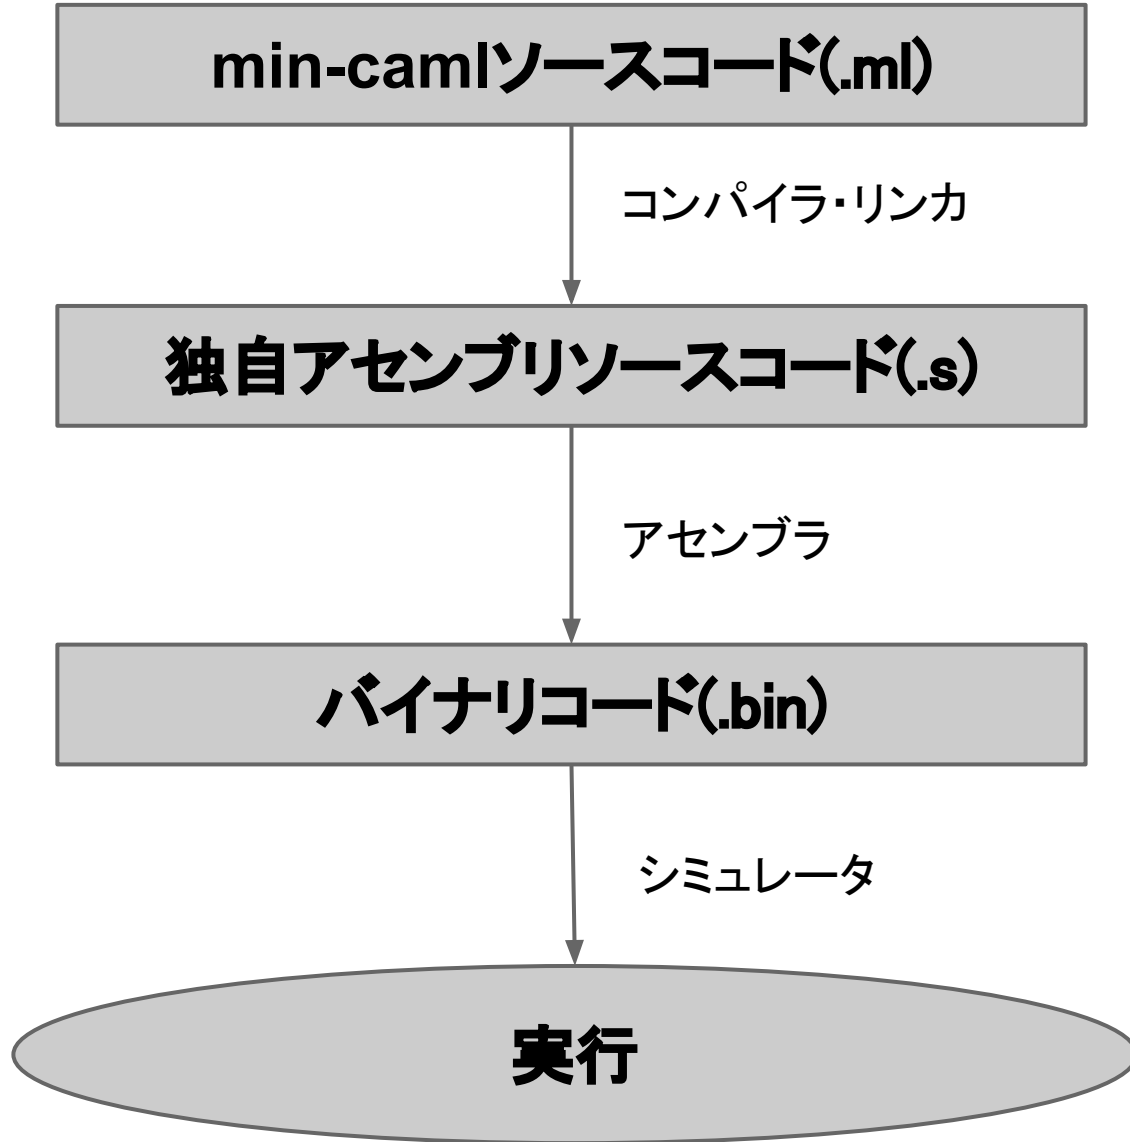 min-camlソースコード(.ml)
コンパイラ・リンカ
独自アセンブリソースコード(.s)
アセンブラ
バイナリコード(.bin)
シミュレータ
実行